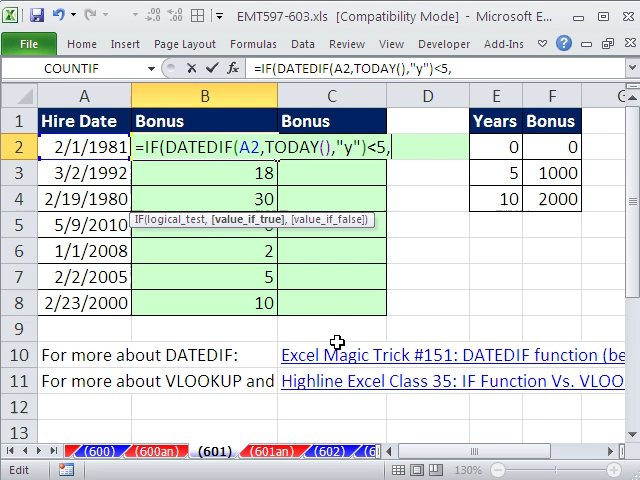 EMT597-603.xls [Compatibility Mode] - Microsoft E...
File Home Insert Page Layout Formulas Data Review View Developer Add-Ins
COUNTIF fx =IF(DATEDIF(A2,TODAY(),"y")<5,
A B C D E F G
1 Hire Date Bonus Bonus Years Bonus
2 2/1/1981 =IF(DATEDIF(A2,TODAY(),"y")<5, 0 0
3 3/2/1992 18 5 1000
4 2/19/1980 30 10 2000
IF(logical_test, [value_if_true], [value_if_false])
5 5/9/2010
6 1/1/2008 2
7 2/2/2005 5
8 2/23/2000 10
9
10 For more about DATEDIF: Excel Magic Trick #151: DATEDIF function (be
11 For more about VLOOKUP and Highline Excel Class 35: IF Function Vs. VLOO
12
13
(600) (600an) (601) (601an) (602) (6
Edit 130%